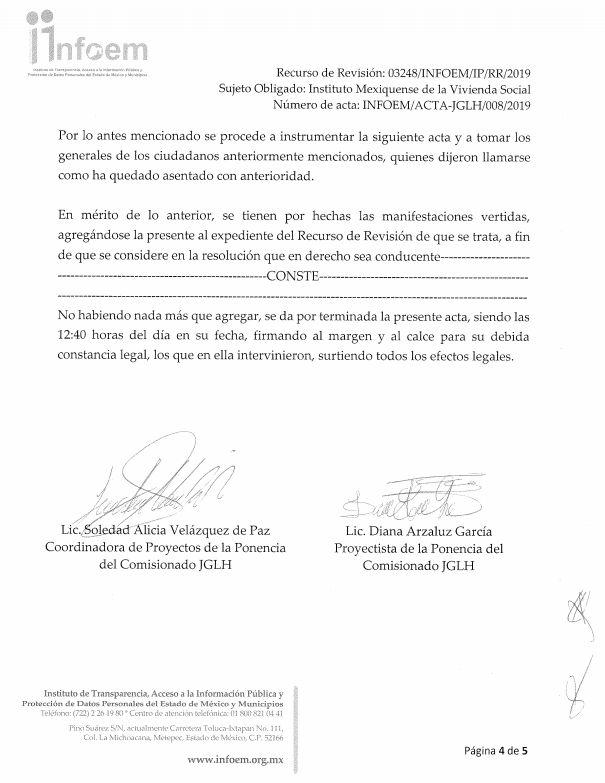 infoem
Instituto de Transparencia, Acceso a la Información Pública y
Protección de Datos Personales del Estado de México y Municipios
Recurso de Revisión: 03248/INFOEM/IP/RR/2019
Sujeto Obligado: Instituto Mexiquense de la Vivienda Social
Número de acta: INFOEM/ACTA-JGLH/008/2019
Por lo antes mencionado se procede a instrumentar la siguiente acta y a tomar los
generales de los ciudadanos anteriormente mencionados, quienes dijeron llamarse
como ha quedado asentado con anterioridad.
En mérito de lo anterior, se tienen por hechas las manifestaciones vertidas,
agregándose la presente al expediente del Recurso de Revisión de que se trata, a fin
de que se considere en la resolución que en derecho sea conducente---------------------
-------------------------------------------------CONSTE-------------------------------------------------
--------------------------------------------------------------------------------------------------------------
No habiendo nada más que agregar, se da por terminada la presente acta, siendo las
12:40 horas del día en su fecha, firmando al margen y al calce para su debida
constancia legal, los que en ella intervinieron, surtiendo todos los efectos legales.
Lic. Soledad Alicia Velázquez de Paz
Coordinadora de Proyectos de la Ponencia
del Comisionado JGLH
Lic. Diana Arzaluz García
Proyectista de la Ponencia del
Comisionado JGLH
Instituto de Transparencia, Acceso a la Información Pública y
Protección de Datos Personales del Estado de México y Municipios
Teléfono: (722) 2 26 19 80 * Centro de atención telefónica: 01 800 821 04 41
Pino Suárez S/N, actualmente Carretera Toluca-Ixtapan No. 111,
Col. La Michoacana, Metepec, Estado de México, C.P. 52166
www.infoem.org.mx
Página 4 de 5